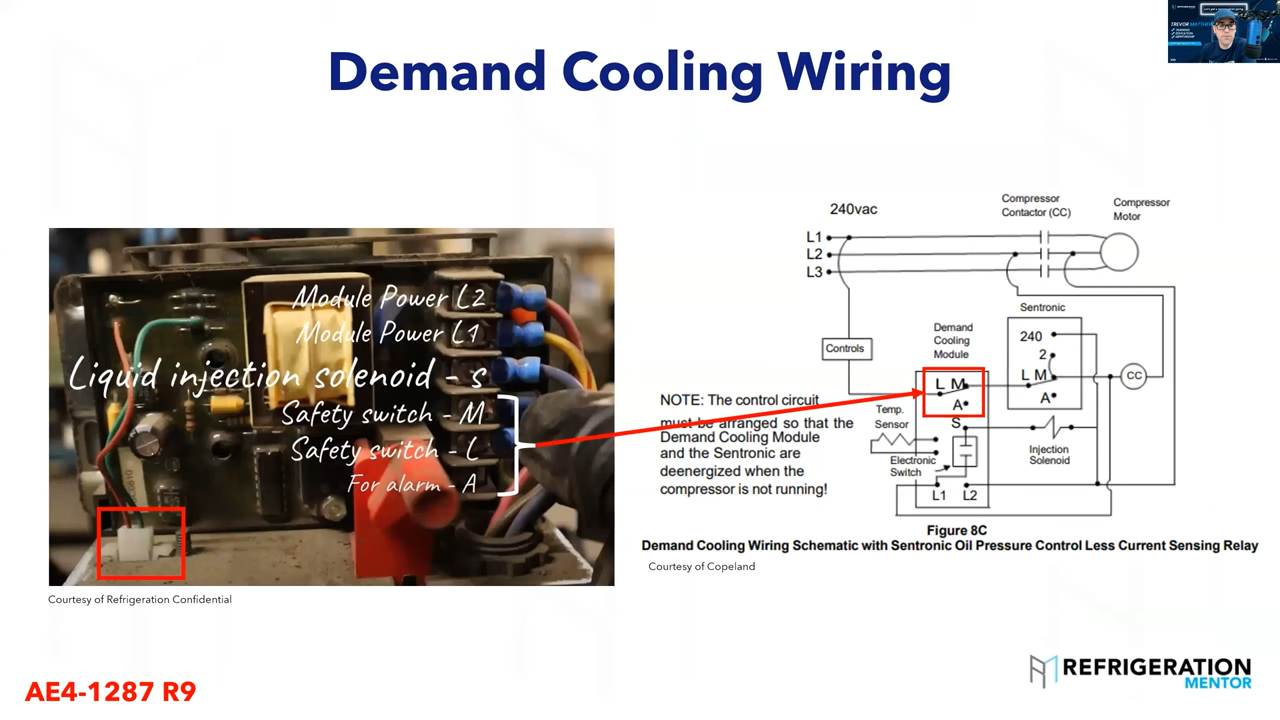 Demand Cooling Wiring
REFRIGERATION
TREVOR MATTHEWS
Module Power L2
Module Power L1
Liquid injection solenoid - s
Safety switch - M
Safety switch - L
For alarm - A
Courtesy of Refrigeration Confidential
240vac
Compressor
Contactor (CC)
Compressor
Motor
L1
L2
L3
Sentronic
Controls
Demand
Cooling
Module
240
2
L M
A
CC
L M
A
S
NOTE: The control circuit
must be arranged so that the
Demand Cooling Module
and the Sentronic are
deenergized when the
compressor is not running!
Temp.
Sensor
Electronic
Switch
Injection
Solenoid
L1 L2
Figure 8C
Demand Cooling Wiring Schematic with Sentronic Oil Pressure Control Less Current Sensing Relay
Courtesy of Copeland
AE4-1287 R9
REFRIGERATION
MENTOR